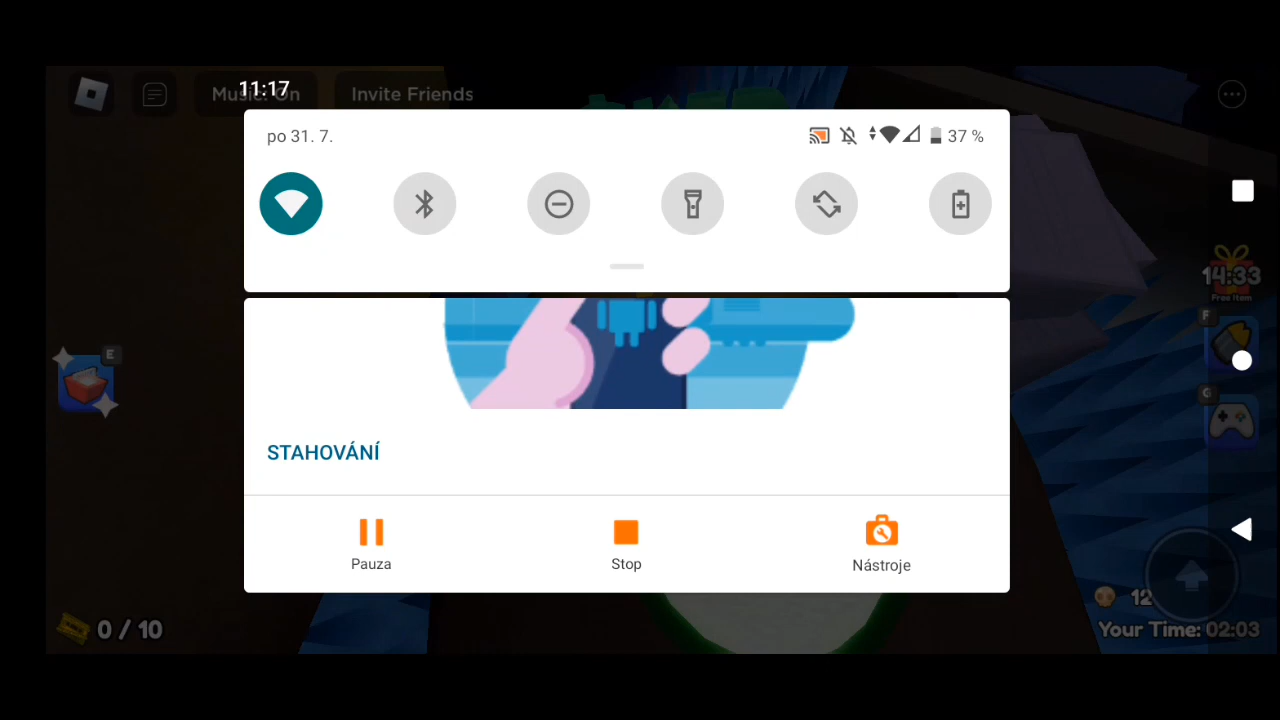 11:17
Music: On
Invite Friends
po 31. 7.
37 %
14:33
Free Item
F
E
G
STAHOVÁNÍ
Pauza
Stop
Nástroje
12
0 / 10
Your Time: 02:03